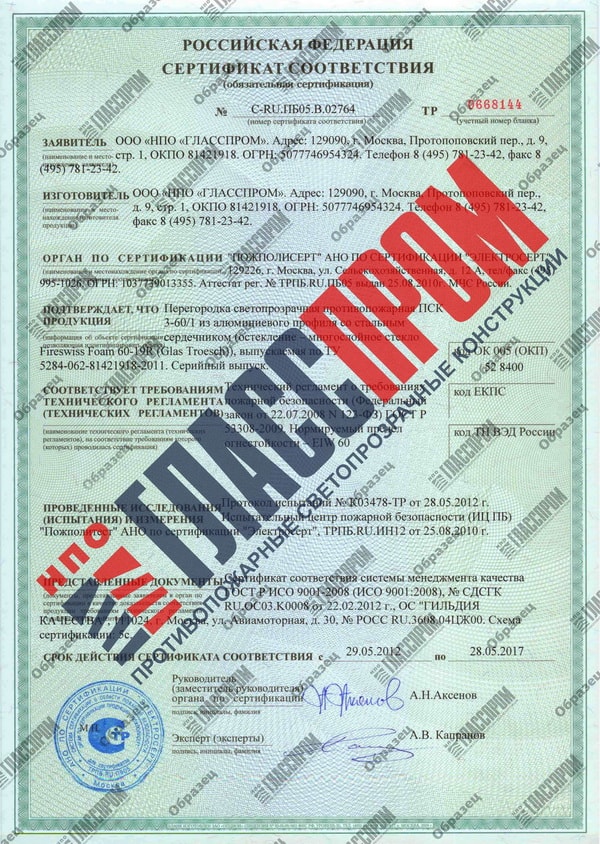 РОССИЙСКАЯ ФЕДЕРАЦИЯ
СЕРТИФИКАТ СООТВЕТСТВИЯ
(обязательная сертификация)
№ C-RU.ПБ05.В.02764 ТР 0668144
(номер сертификата соответствия) (учетный номер бланка)
ЗАЯВИТЕЛЬ ООО «НПО «ГЛАССПРОМ». Адрес: 129090, г. Москва, Протопоповский пер., д. 9,
(наименование и место- стр. 1, ОКПО 81421918. ОГРН: 5077746954324. Телефон 8 (495) 781-23-42, факс 8
(495) 781-23-42.
ИЗГОТОВИТЕЛЬ ООО «НПО «ГЛАССПРОМ». Адрес: 129090, г. Москва, Протопоповский пер.,
(наименование и место- д. 9, стр. 1, ОКПО 81421918, ОГРН: 5077746954324. Телефон 8 (495) 781-23-42,
нахождение изготовителя факс 8 (495) 781-23-42.
продукции)
ОРГАН ПО СЕРТИФИКАЦИИ "ПОЖПОЛИСЕРТ" АНО ПО СЕРТИФИКАЦИИ "ЭЛЕКТРОСЕРТ"
129226, г. Москва, ул. Сельскохозяйственная, д. 12 А, тел/факс (495)
995-1026, ОГРН: 1037739013355. Аттестат рег. № ТРПБ.RU.ПБ05 выдан 25.08.2010г. МЧС России.
ПОДТВЕРЖДАЕТ, ЧТО Перегородка светопрозрачная противопожарная ПСК
ПРОДУКЦИЯ 3-60/1 из алюминиевого профиля со стальным
(информация об объекте сертификации, сердечником (остекление – многослойное стекло
Fireswiss Foam 60-19R (Glas Troesch)), выпускаемая по ТУ
5284-062-81421918-2011. Серийный выпуск.
код ОК 005 (ОКП)
52 8400
СООТВЕТСТВУЕТ ТРЕБОВАНИЯМ Технический регламент о требованиях
ТЕХНИЧЕСКОГО РЕГЛАМЕНТА пожарной безопасности (Федеральный
(ТЕХНИЧЕСКИХ РЕГЛАМЕНТОВ) закон от 22.07.2008 N 123-ФЗ) ГОСТ Р
53308-2009. Нормируемый предел
огнестойкости – EIW 60
код ЕКПС
код ТН ВЭД России
ПРОВЕДЕННЫЕ ИССЛЕДОВАНИЯ Протокол испытаний № К03478-ТР от 28.05.2012 г.
(ИСПЫТАНИЯ) И ИЗМЕРЕНИЯ Испытательный центр пожарной безопасности (ИЦ ПБ)
"Пожполитест" АНО по сертификации "Электросерт", ТРПБ.RU.ИН12 от 25.08.2010 г.
ПРЕДСТАВЛЕННЫЕ ДОКУМЕНТЫ Сертификат соответствия системы менеджмента качества
ГОСТ Р ИСО 9001-2008 (ИСО 9001:2008), № СДСГК
RU.ОС03.К0008 от 22.02.2012 г., ОС "ГИЛЬДИЯ
КАЧЕСТВА", 111024, г. Москва, ул. Авиамоторная, д. 30, № РОСС RU.3608.04ЦЖ00. Схема
сертификации: 5с.
СРОК ДЕЙСТВИЯ СЕРТИФИКАТА СООТВЕТСТВИЯ с 29.05.2012 по 28.05.2017
Руководитель
(заместитель руководителя)
органа по сертификации А.Н.Аксенов
подпись, инициалы, фамилия
Эксперт (эксперты) А.В. Капранов
подпись, инициалы, фамилия
М.П.
НПО ГЛАССПРОМ
ПРОТИВОПОЖАРНЫЕ СВЕТОПРОЗРАЧНЫЕ КОНСТРУКЦИИ
Образец
ГЛАССПРОМ